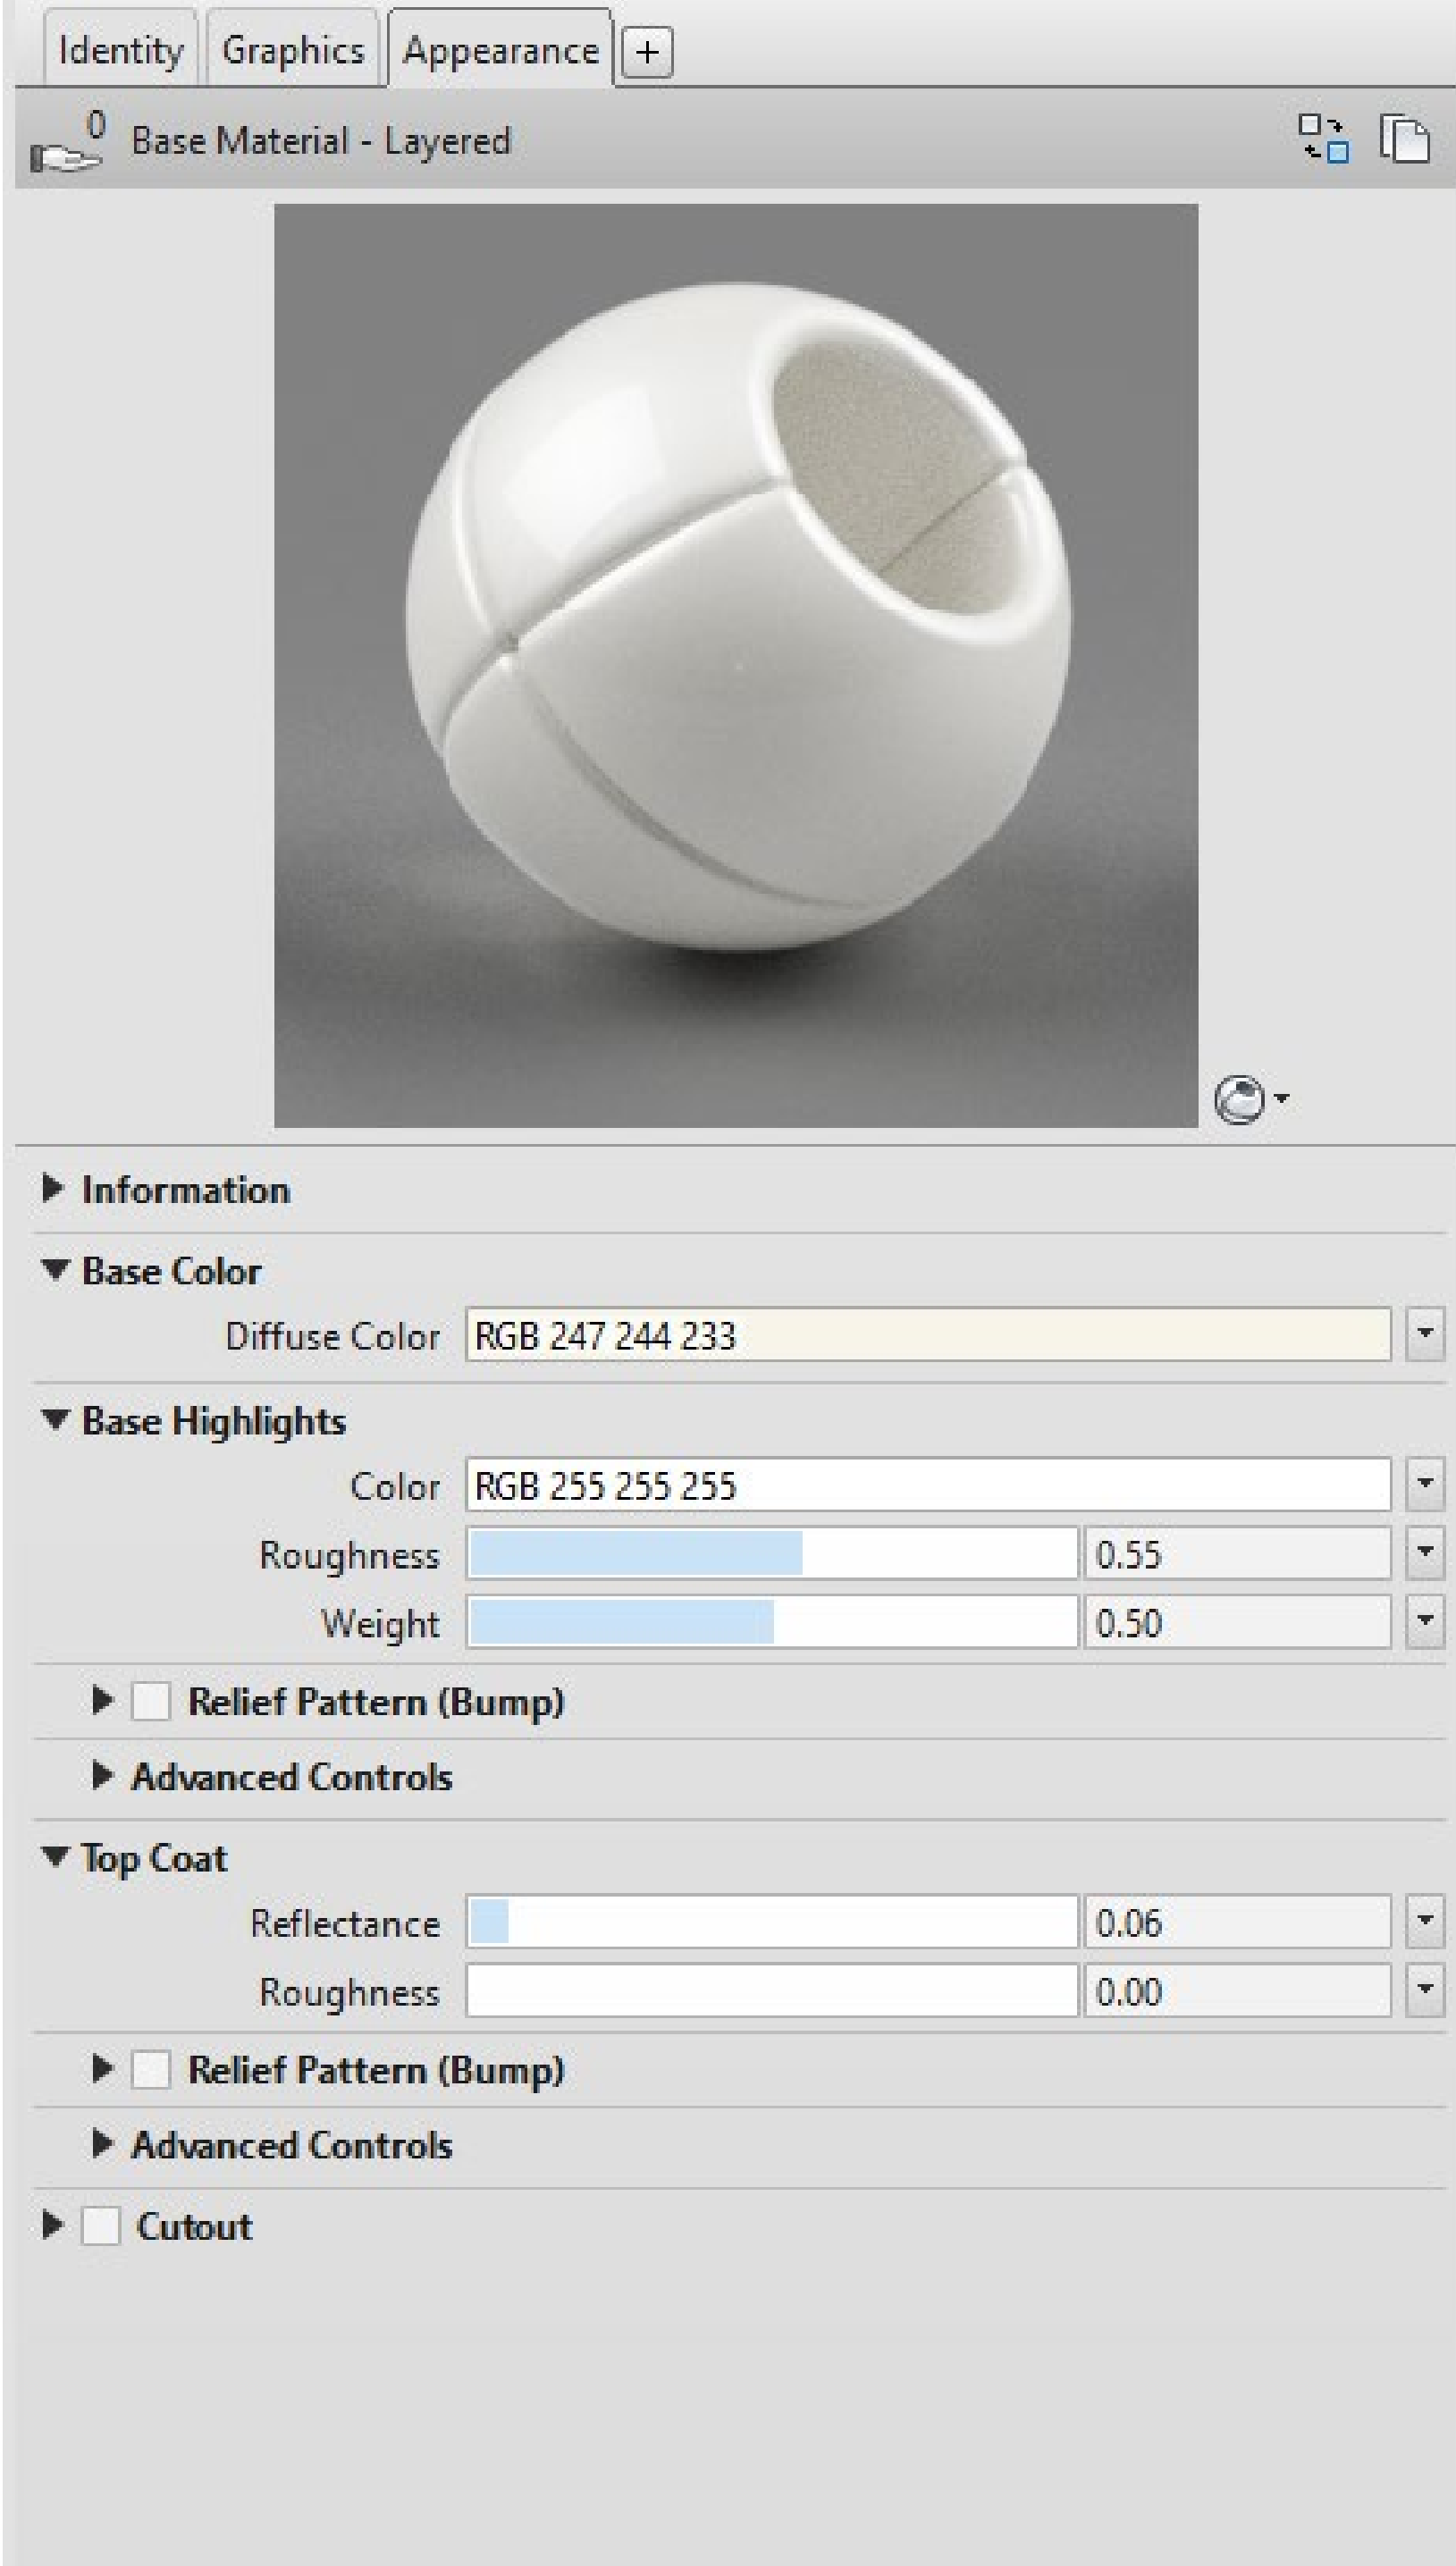 Identity Graphics Appearance +
0 Base Material - Layered
Information
Base Color
Diffuse Color RGB 247 244 233
Base Highlights
Color RGB 255 255 255
Roughness 0.55
Weight 0.50
Relief Pattern (Bump)
Advanced Controls
Top Coat
Reflectance 0.06
Roughness 0.00
Relief Pattern (Bump)
Advanced Controls
Cutout